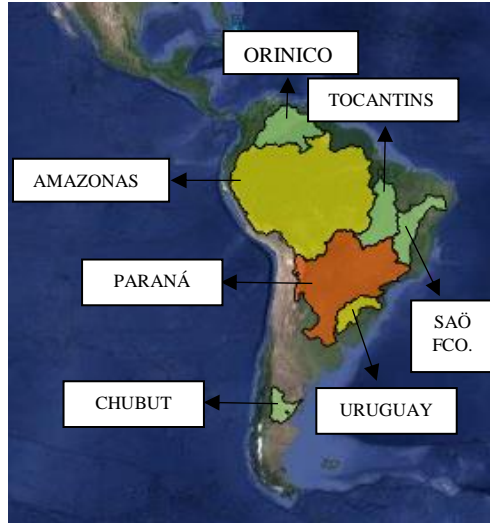 ORINICO
TOCANTINS
AMAZONAS
PARANÁ
SAÖ
FCO.
CHUBUT
URUGUAY